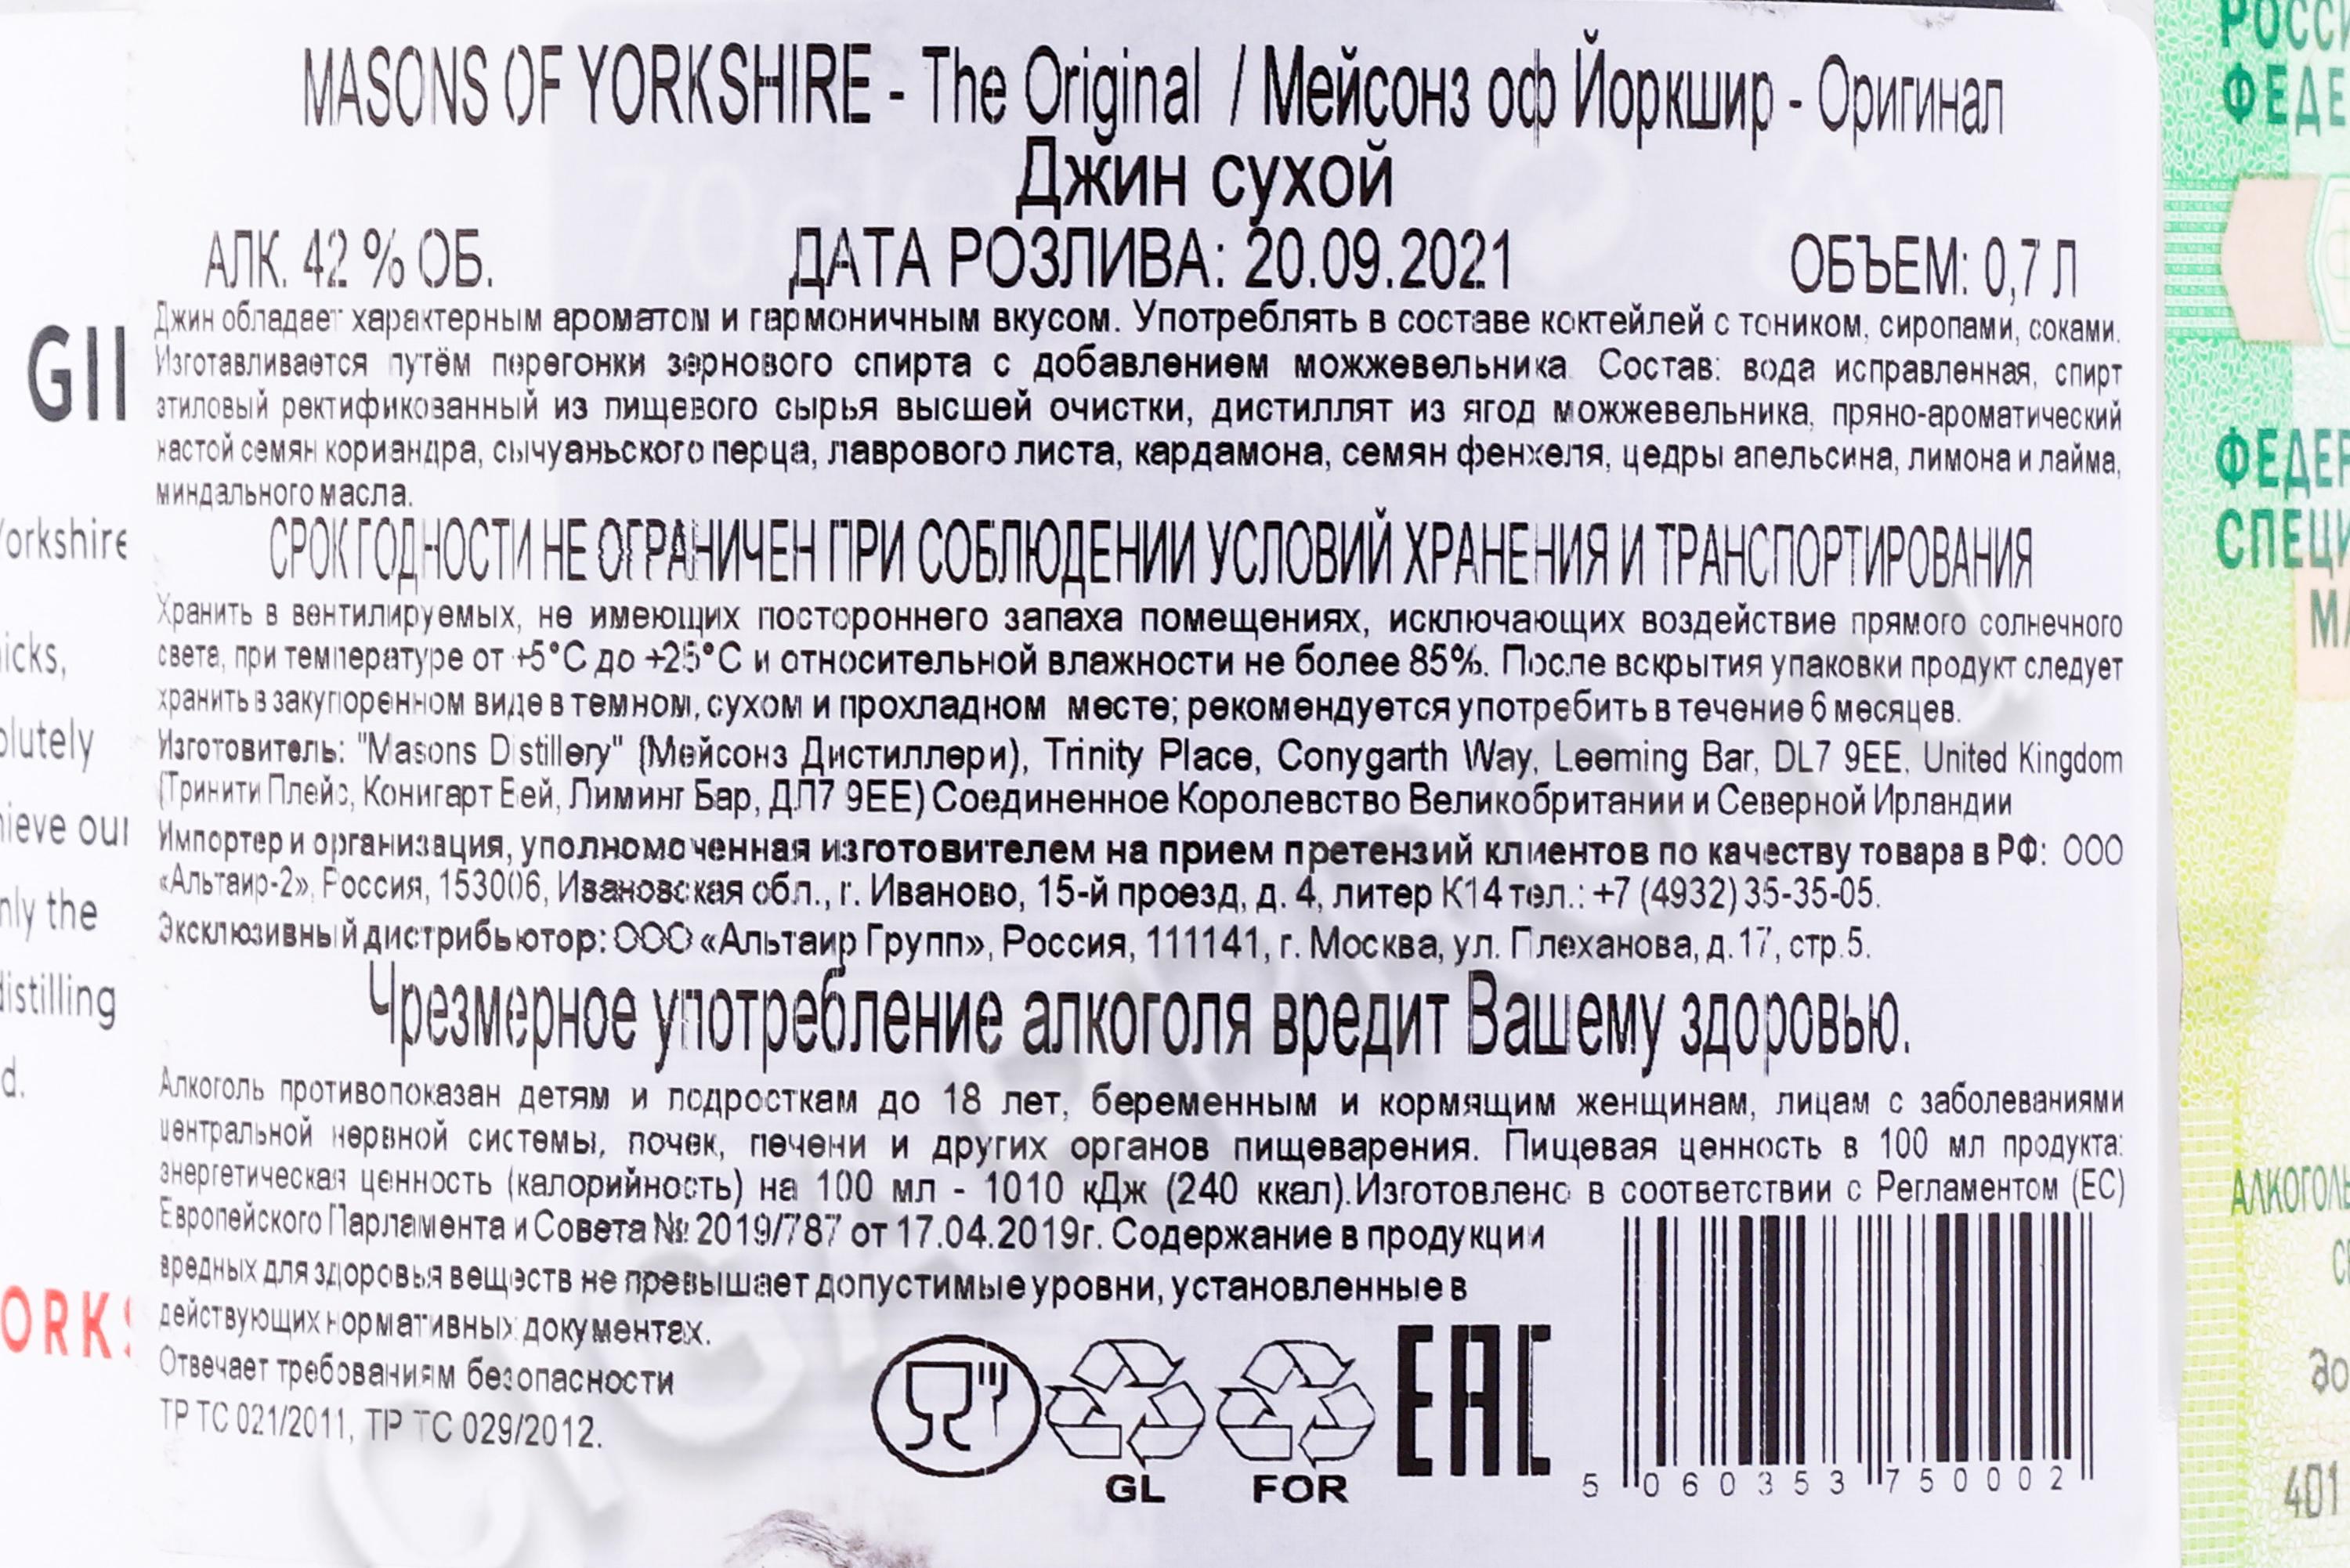 MASONS OF YORKSHIRE - The Original / Мейсонз оф Йоркшир - Оригинал
Джин сухой
АЛК. 42 % ОБ. ДАТА РОЗЛИВА: 20.09.2021 ОБЪЕМ: 0,7 Л
Джин обладает характерным ароматом и гармоничным вкусом. Употреблять в составе коктейлей с тоником, сиропами, соками.
Изготавливается путём перегонки зернового спирта с добавлением можжевельника. Состав: вода исправленная, спирт
этиловый ректификованный из пищевого сырья высшей очистки, дистиллят из ягод можжевельника, пряно-ароматический
настой семян кориандра, сычуаньского перца, лаврового листа, кардамона, семян фенхеля, цедры апельсина, лимона и лайма,
миндального масла.
СРОК ГОДНОСТИ НЕ ОГРАНИЧЕН ПРИ СОБЛЮДЕНИИ УСЛОВИЙ ХРАНЕНИЯ И ТРАНСПОРТИРОВАНИЯ
Хранить в вентилируемых, не имеющих постороннего запаха помещениях, исключающих воздействие прямого солнечного
света, при температуре от +5°C до +25°C и относительной влажности не более 85%. После вскрытия упаковки продукт следует
хранить в закупоренном виде в темном, сухом и прохладном месте; рекомендуется употребить в течение 6 месяцев.
Изготовитель: "Masons Distillery" (Мейсонз Дистиллери), Trinity Place, Conygarth Way, Leeming Bar, DL7 9EE, United Kingdom
(Тринити Плейс, Конигарт Вей, Лиминг Бар, ДЛ7 9ЕЕ) Соединенное Королевство Великобритании и Северной Ирландии
Импортер и организация, уполномоченная изготовителем на прием претензий клиентов по качеству товара в РФ: ООО
«Альтаир-2», Россия, 153006, Ивановская обл., г. Иваново, 15-й проезд, д. 4, литер К14 тел.: +7 (4932) 35-35-05.
Эксклюзивный дистрибьютор: ООО «Альтаир Групп», Россия, 111141, г. Москва, ул. Плеханова, д. 17, стр.5.
Чрезмерное употребление алкоголя вредит Вашему здоровью.
Алкоголь противопоказан детям и подросткам до 18 лет, беременным и кормящим женщинам, лицам с заболеваниями
центральной нервной системы, почек, печени и других органов пищеварения. Пищевая ценность в 100 мл продукта:
энергетическая ценность (калорийность) на 100 мл - 1010 кДж (240 ккал).Изготовлено в соответствии с Регламентом (ЕС)
Европейского Парламента и Совета № 2019/787 от 17.04.2019г. Содержание в продукции
вредных для здоровья веществ не превышает допустимые уровни, установленные в
действующих нормативных документах.
Отвечает требованиям безопасности
ТР ТС 021/2011, ТР ТС 029/2012.
GL FOR EAC
5 060353 750002
orkshire
icks,
olutely
ieve our
nly the
distilling
d.
ORKS
ФЕДЕ
СПЕЦИ
401